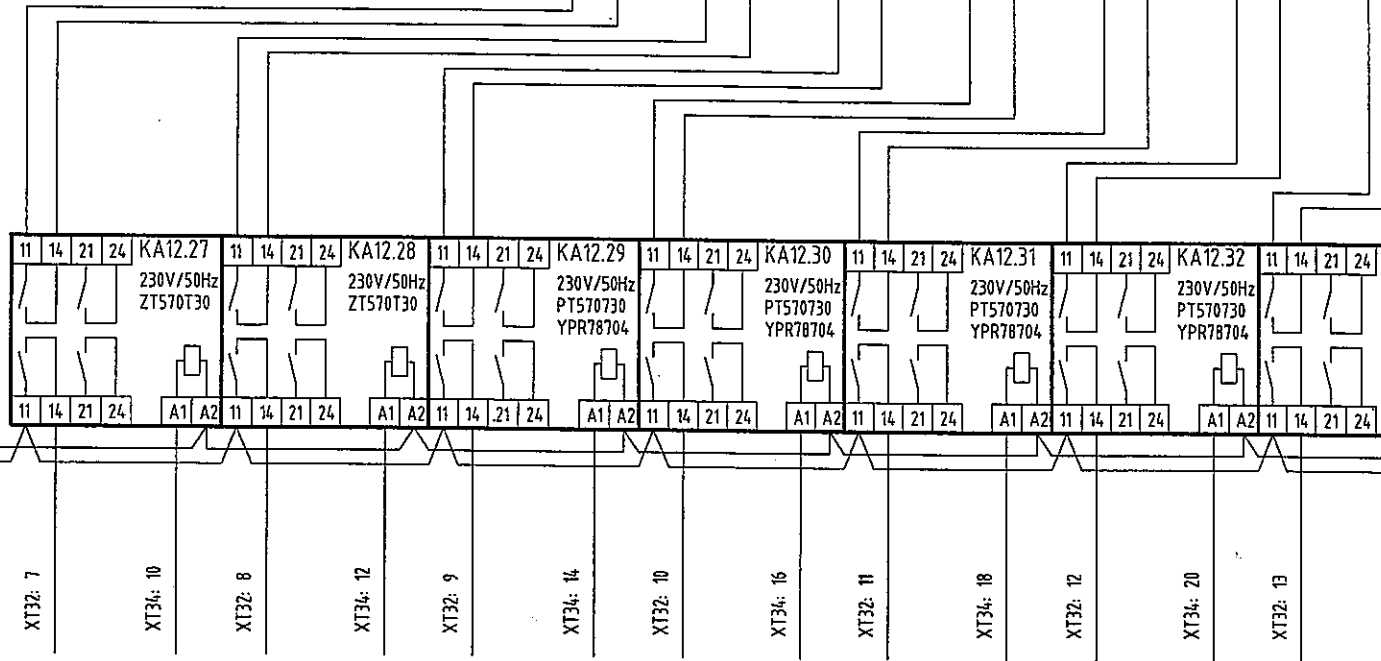 11 14 21 24 KA12.27 11 14 21 24 KA12.28 11 14 21 24 KA12.29 11 14 21 24 KA12.30 11 14 21 24 KA12.31 11 14 21 24 KA12.32 11 14 21 24
230V/50Hz 230V/50Hz 230V/50Hz 230V/50Hz 230V/50Hz 230V/50Hz
ZT570T30 ZT570T30 PT570730 PT570730 PT570730 PT570730
YPR78704 YPR78704 YPR78704 YPR78704
11 14 21 24 A1 A2 11 14 21 24 A1 A2 11 14 .21 24 A1 A2 11 14 21 24 A1 A2 11 14 21 24 A1 A2 11 14 21 24 A1 A2 11 14 21 24
XT32: 7
XT34: 10
XT32: 8
XT34: 12
XT32: 9
XT34: 14
XT32: 10
XT34: 16
XT32: 11
XT34: 18
XT32: 12
XT34: 20
XT32: 13